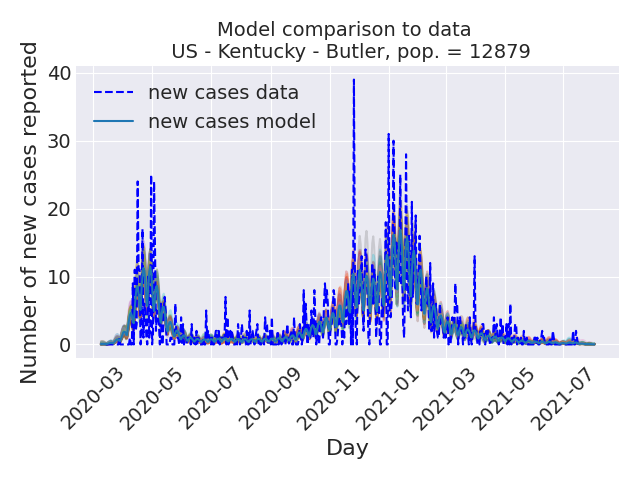 Model comparison to data
US - Kentucky - Butler, pop. = 12879
Number of new cases reported
40
30
20
10
0
new cases data
new cases model
2020-03
2020-05
2020-07
2020-09
2020-11
2021-01
2021-03
2021-05
2021-07
Day